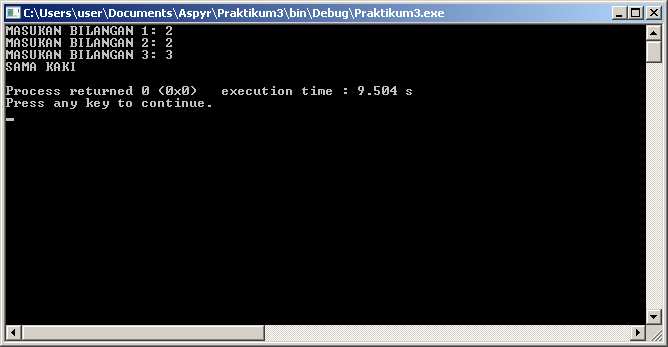 C:\Users\user\Documents\Aspyr\Praktikum3\bin\Debug\Praktikum3.exe
MASUKAN BILANGAN 1: 2
MASUKAN BILANGAN 2: 2
MASUKAN BILANGAN 3: 3
SAMA KAKI
Process returned 0 (0x0)   execution time : 9.504 s
Press any key to continue.